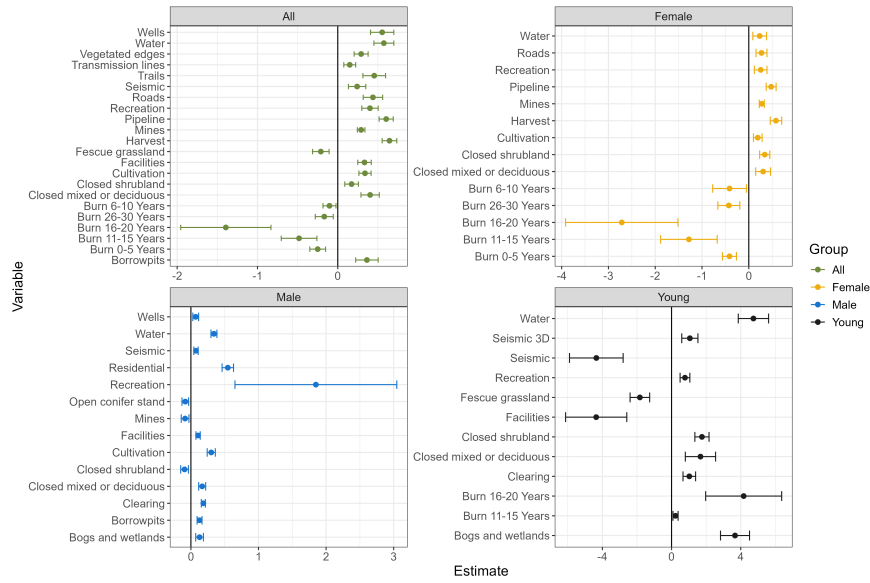 All
Wells
Water
Vegetated edges
Transmission lines
Trails
Seismic
Roads
Recreation
Pipeline
Mines
Harvest
Fescue grassland
Facilities
Cultivation
Closed shrubland
Closed mixed or deciduous
Burn 6-10 Years
Burn 26-30 Years
Burn 16-20 Years
Burn 11-15 Years
Burn 0-5 Years
Borrowpits
-2 -1 0
Female
Water
Roads
Recreation
Pipeline
Mines
Harvest
Cultivation
Closed shrubland
Closed mixed or deciduous
Burn 6-10 Years
Burn 26-30 Years
Burn 16-20 Years
Burn 11-15 Years
Burn 0-5 Years
-4 -3 -2 -1 0
Male
Wells
Water
Seismic
Residential
Recreation
Open conifer stand
Mines
Facilities
Cultivation
Closed shrubland
Closed mixed or deciduous
Clearing
Borrowpits
Bogs and wetlands
0 1 2 3
Young
Water
Seismic 3D
Seismic
Recreation
Fescue grassland
Facilities
Closed shrubland
Closed mixed or deciduous
Clearing
Burn 16-20 Years
Burn 11-15 Years
Bogs and wetlands
-4 0 4
Variable
Estimate
Group
All
Female
Male
Young